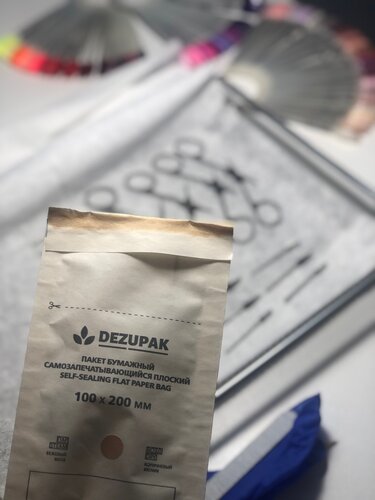 DEZUPAK
ПАКЕТ БУМАЖНЫЙ
САМОЗАПЕЧАТЫВАЮЩИЙСЯ ПЛОСКИЙ
SELF-SEALING FLAT PAPER BAG
100 x 200 ММ